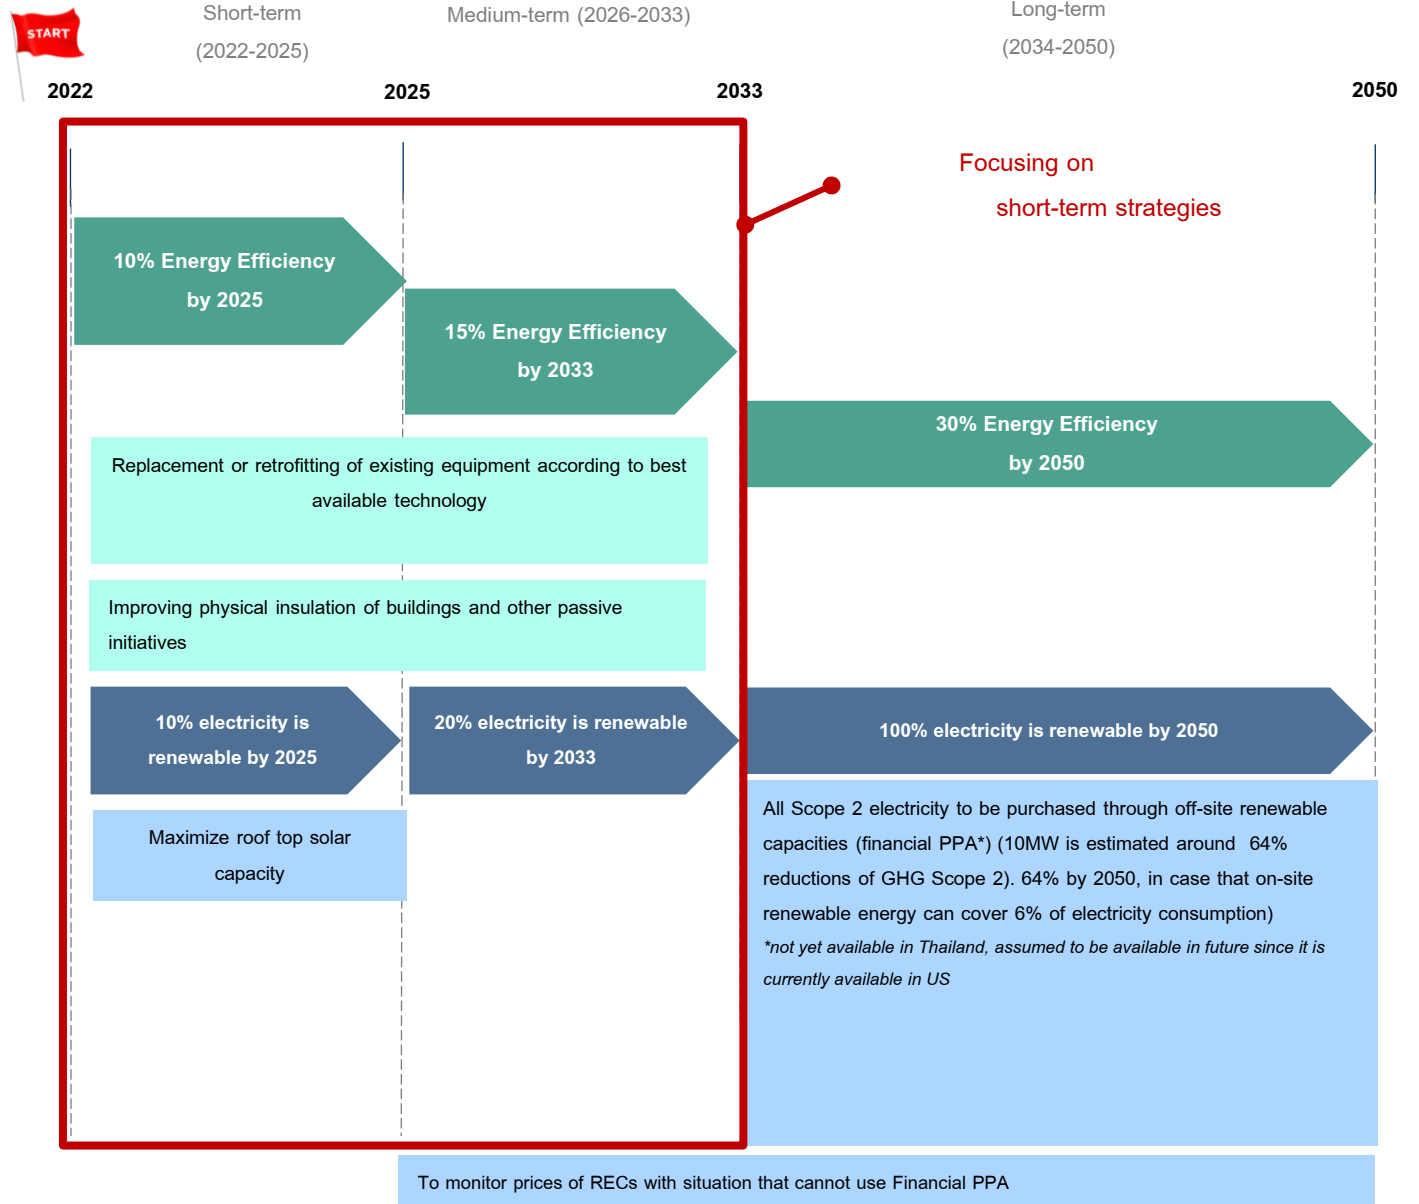 START
Short-term
(2022-2025)
Medium-term (2026-2033)
Long-term
(2034-2050)
2022
2025
2033
2050
Focusing on
short-term strategies
10% Energy Efficiency
by 2025
15% Energy Efficiency
by 2033
30% Energy Efficiency
by 2050
Replacement or retrofitting of existing equipment according to best
available technology
Improving physical insulation of buildings and other passive
initiatives
10% electricity is
renewable by 2025
20% electricity is renewable
by 2033
100% electricity is renewable by 2050
Maximize roof top solar
capacity
All Scope 2 electricity to be purchased through off-site renewable
capacities (financial PPA*) (10MW is estimated around 64%
reductions of GHG Scope 2). 64% by 2050, in case that on-site
renewable energy can cover 6% of electricity consumption)
*not yet available in Thailand, assumed to be available in future since it is
currently available in US
To monitor prices of RECs with situation that cannot use Financial PPA